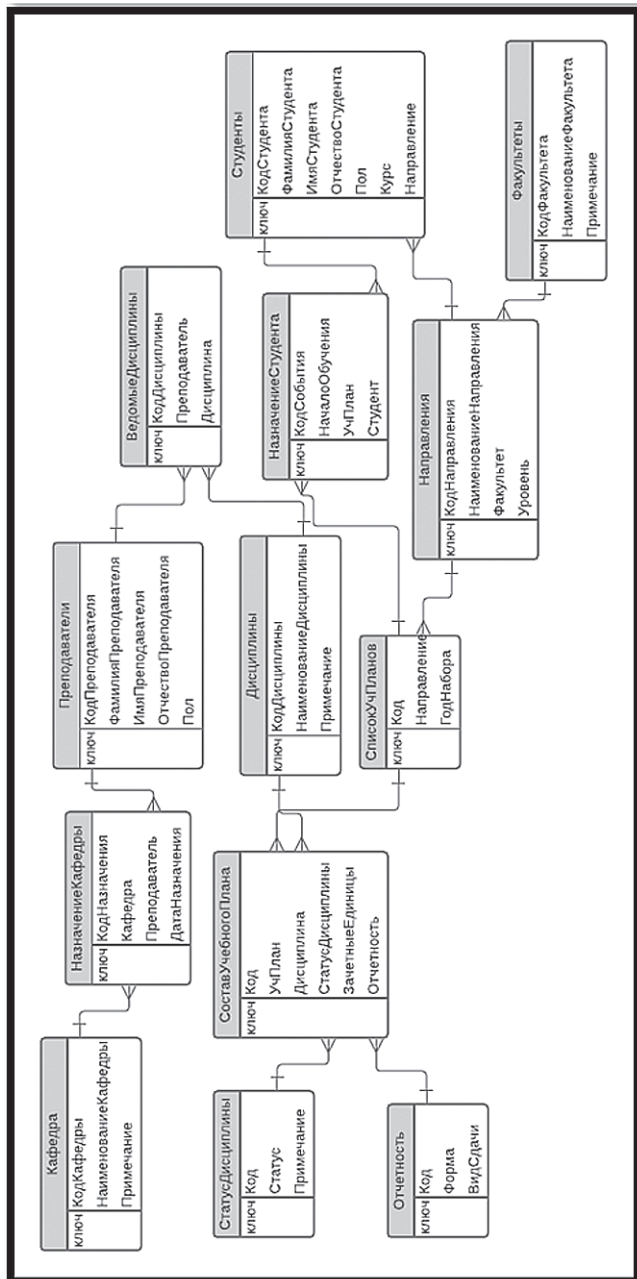 Кафедра
ключ КодКафедры
НаименованиеКафедры
Примечание
НазначениеКафедры
ключ КодНазначения
Кафедра
Преподаватель
ДатаНазначения
Преподаватели
ключ КодПреподавателя
ФамилияПреподавателя
ИмяПреподавателя
ОтчествоПреподавателя
Пол
ВедомыеДисциплины
ключ КодДисциплины
Преподаватель
Дисциплина
Студенты
ключ КодСтудента
ФамилияСтудента
ИмяСтудента
ОтчествоСтудента
Пол
Курс
Направление
СтатусДисциплины
ключ Код
Статус
Примечание
СоставУчебногоПлана
ключ Код
УчПлан
Дисциплина
СтатусДисциплины
ЗачетныеЕдиницы
Отчетность
Дисциплины
ключ КодДисциплины
НаименованиеДисциплины
Примечание
НазначениеСтудента
ключ КодСобытия
НачалоОбучения
УчПлан
Студент
Отчетность
ключ Код
Форма
ВидСдачи
СписокУчПланов
ключ Код
Направление
ГодНабора
Направления
ключ КодНаправления
НаименованиеНаправления
Факультет
Уровень
Факультеты
ключ КодФакультета
НаименованиеФакультета
Примечание